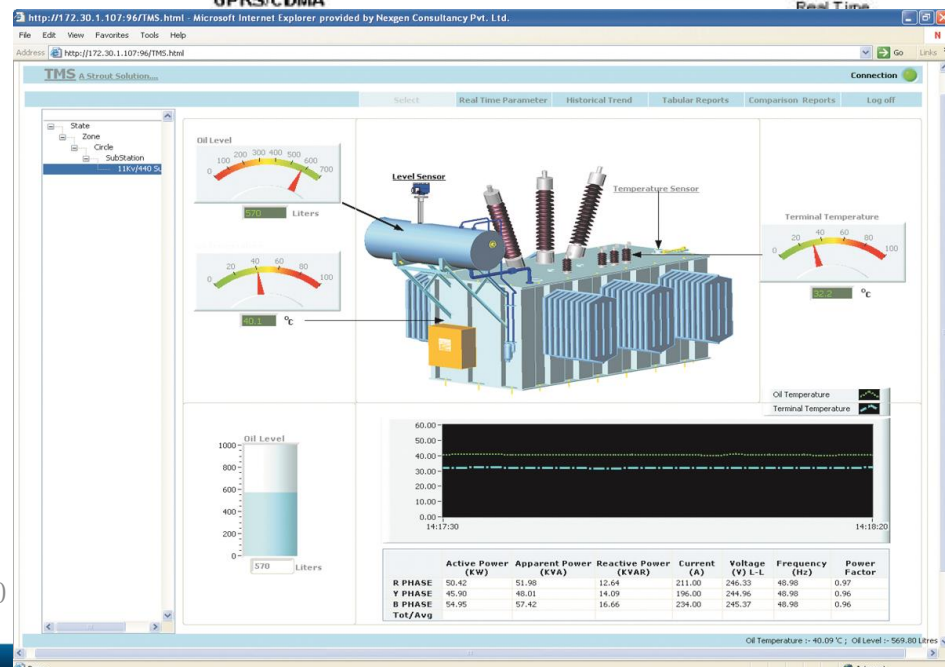 GPRS/CDMA
Real Time
http://172.30.1.107:96/TMS.html - Microsoft Internet Explorer provided by Nexgen Consultancy Pvt. Ltd.
File Edit View Favorites Tools Help
Address http://172.30.1.107:96/TMS.html Go Links
TMS A Strout Solution....
Connection
Select Real Time Parameter Historical Trend Tabular Reports Comparison Reports Log off
State
Zone
Circle
SubStation
11Kv/440 Su
Oil Level
0 100 200 300 400 500 600 700
570 Liters
Level Sensor
Temperature Sensor
Terminal Temperature
0 20 40 60 80 100
32.2 °c
0 20 40 60 80 100
40.1 °c
Oil Temperature
Terminal Temperature
Oil Level
1000
800
600
400
200
0
570 Liters
60.00
50.00
40.00
30.00
20.00
10.00
0.00
14:17:30 14:18:20
Active Power (KW) Apparent Power (KVA) Reactive Power (KVAR) Current (A) Voltage (V) L-L Frequency (Hz) Power Factor
R PHASE 50.42 51.98 12.64 211.00 246.33 48.98 0.97
Y PHASE 45.90 48.01 14.09 196.00 244.96 48.98 0.96
B PHASE 54.95 57.42 16.66 234.00 245.37 48.98 0.96
Tot/Avg
Oil Temperature :- 40.09 'C ; Oil Level :- 569.80 Litres